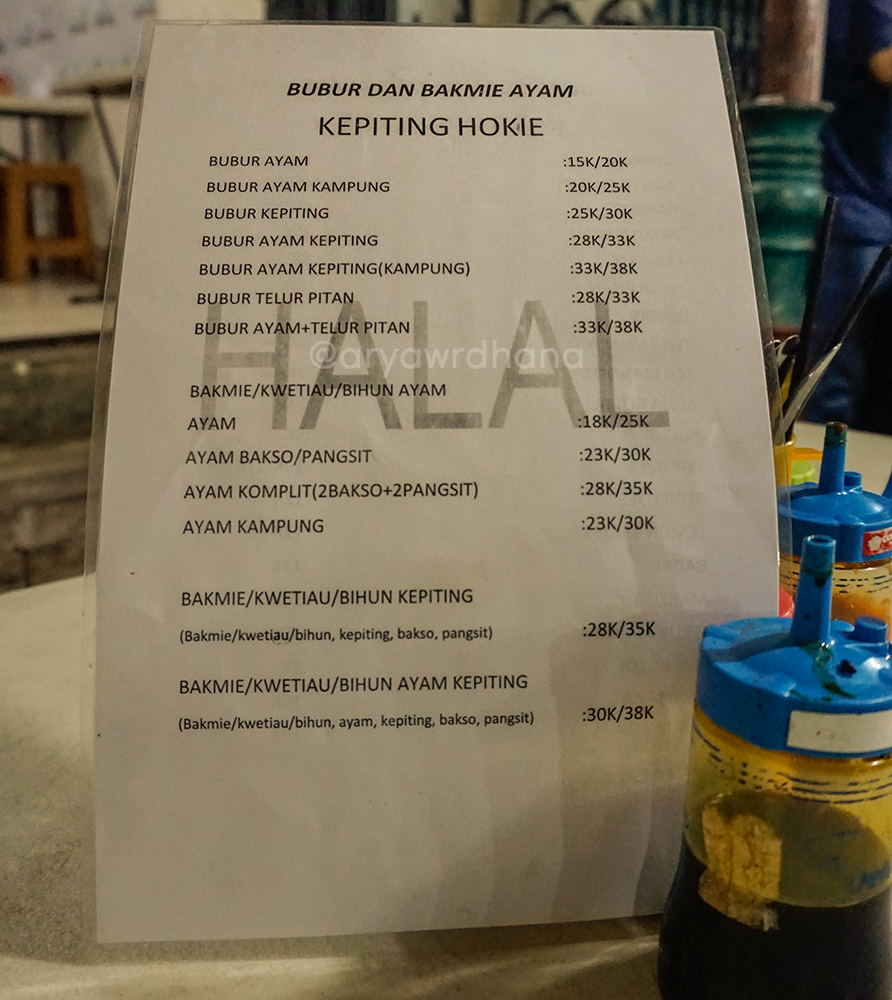 BUBUR DAN BAKMIE AYAM
KEPITING HOKIE
BUBUR AYAM :15K/20K
BUBUR AYAM KAMPUNG :20K/25K
BUBUR KEPITING :25K/30K
BUBUR AYAM KEPITING :28K/33K
BUBUR AYAM KEPITING(KAMPUNG) :33K/38K
BUBUR TELUR PITAN :28K/33K
BUBUR AYAM+TELUR PITAN :33K/38K
HALAL
@aryawrdhana
BAKMIE/KWETIAU/BIHUN AYAM
AYAM :18K/25K
AYAM BAKSO/PANGSIT :23K/30K
AYAM KOMPLIT(2BAKSO+2PANGSIT) :28K/35K
AYAM KAMPUNG :23K/30K
BAKMIE/KWETIAU/BIHUN KEPITING
(Bakmie/kwetiau/bihun, kepiting, bakso, pangsit) :28K/35K
BAKMIE/KWETIAU/BIHUN AYAM KEPITING
(Bakmie/kwetiau/bihun, ayam, kepiting, bakso, pangsit) :30K/38K